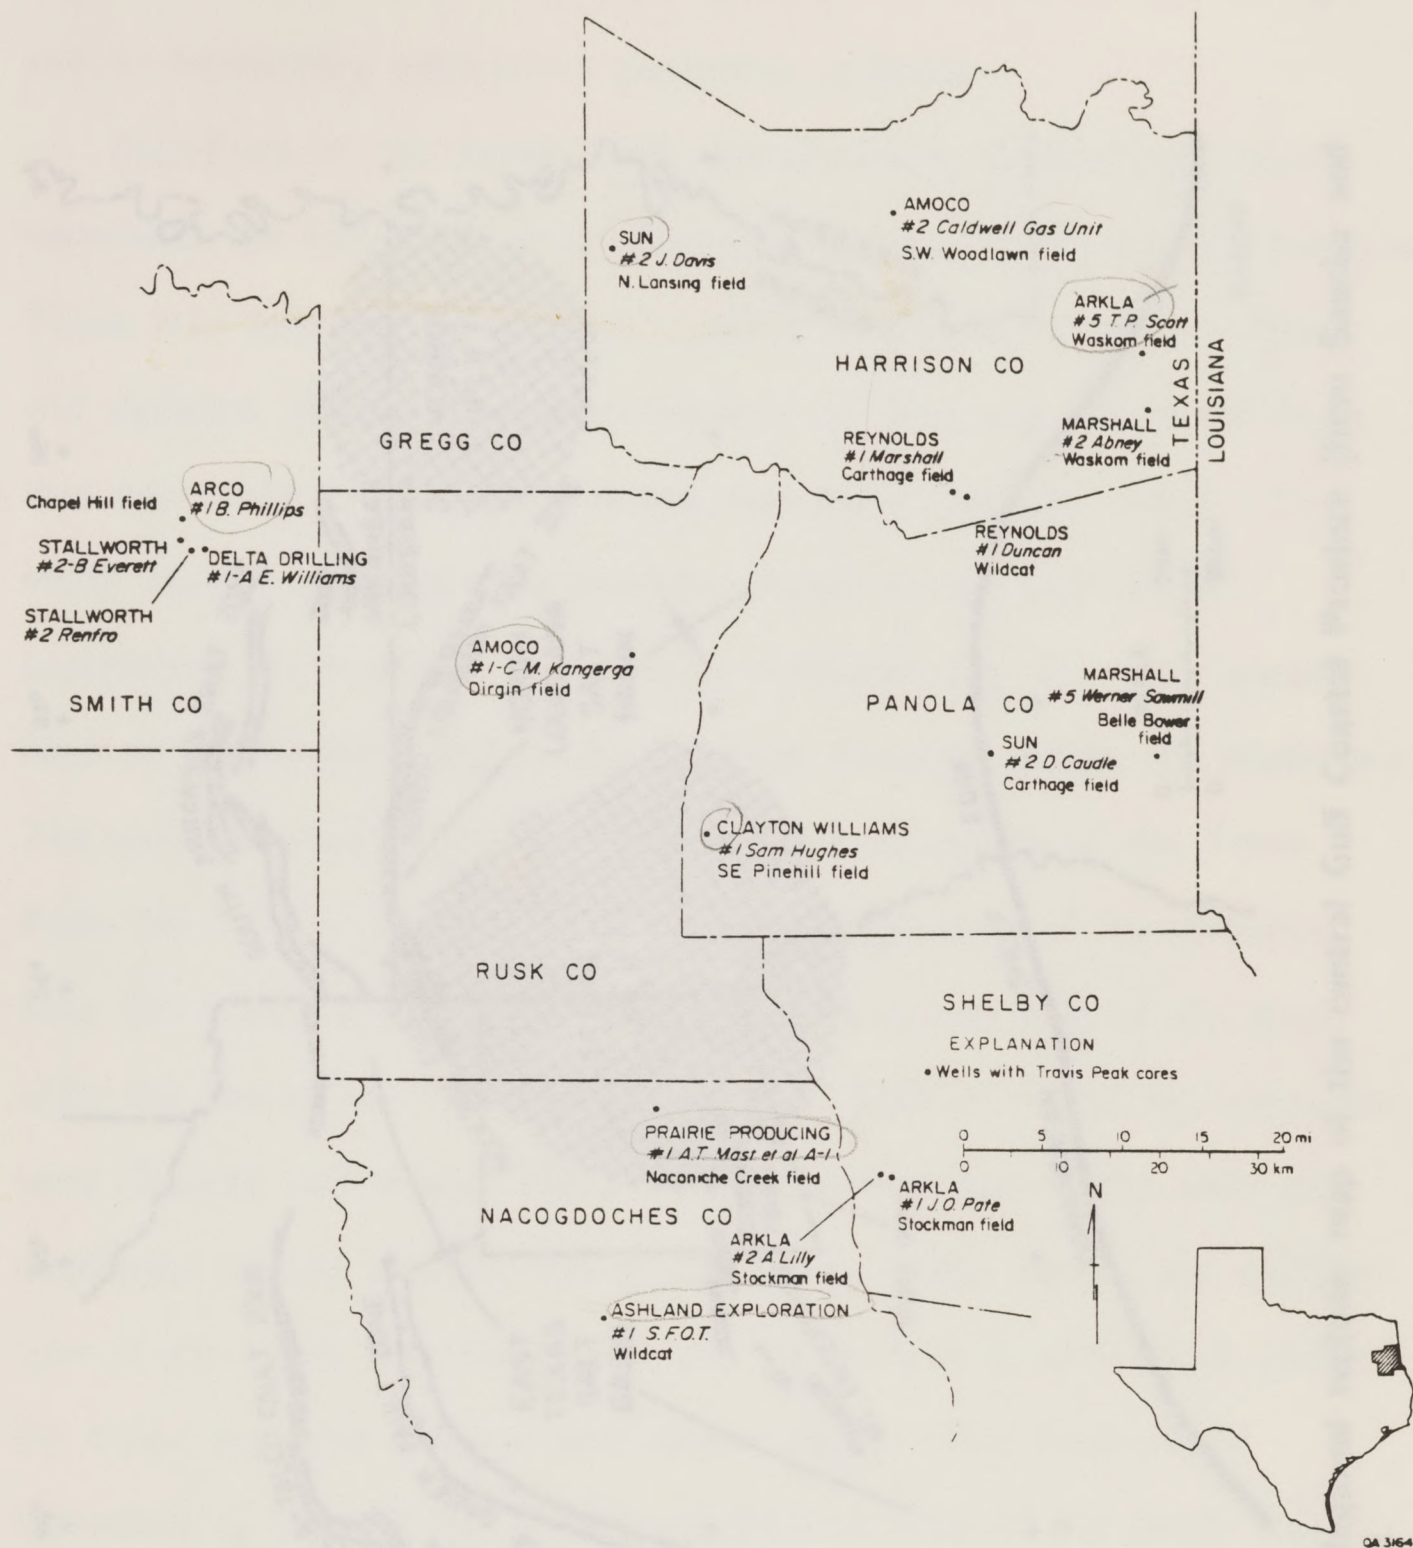 AMOCO
#2 Caldwell Gas Unit
S.W. Woodlawn field
SUN
#2 J. Davis
N. Lansing field
ARKLA
#5 T.P. Scott
Waskom field
HARRISON CO
TEXAS
LOUISIANA
GREGG CO
REYNOLDS
#1 Marshall
Carthage field
MARSHALL
#2 Abney
Waskom field
Chapel Hill field
ARCO
#1 B. Phillips
STALLWORTH
#2-B Everett
DELTA DRILLING
#1-A E. Williams
REYNOLDS
#1 Duncan
Wildcat
STALLWORTH
#2 Renfro
AMOCO
#1-C M. Kangerga
Dirgin field
SMITH CO
PANOLA CO
MARSHALL
#5 Werner Sawmill
Belle Bower
field
SUN
#2 D. Caudle
Carthage field
CLAYTON WILLIAMS
#1 Sam Hughes
SE Pinehill field
RUSK CO
SHELBY CO
EXPLANATION
• Wells with Travis Peak cores
PRAIRIE PRODUCING
#1 A.T. Mast et al A-1
Naconiche Creek field
0 5 10 15 20 mi
0 10 20 30 km
NACOGDOCHES CO
ARKLA
#1 J.O. Pate
Stockman field
N
ARKLA
#2 A. Lilly
Stockman field
ASHLAND EXPLORATION
#1 S.F.O.T.
Wildcat
QA 3164